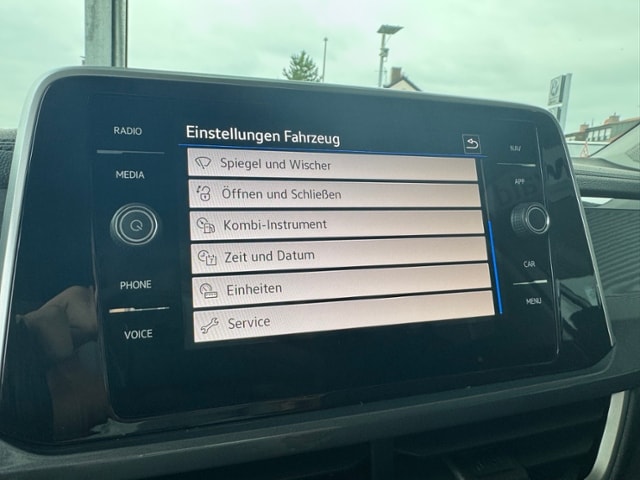 RADIO
MEDIA
PHONE
VOICE
Einstellungen Fahrzeug
Spiegel und Wischer
Öffnen und Schließen
Kombi-Instrument
Zeit und Datum
Einheiten
Service
NAV
APP
CAR
MENU